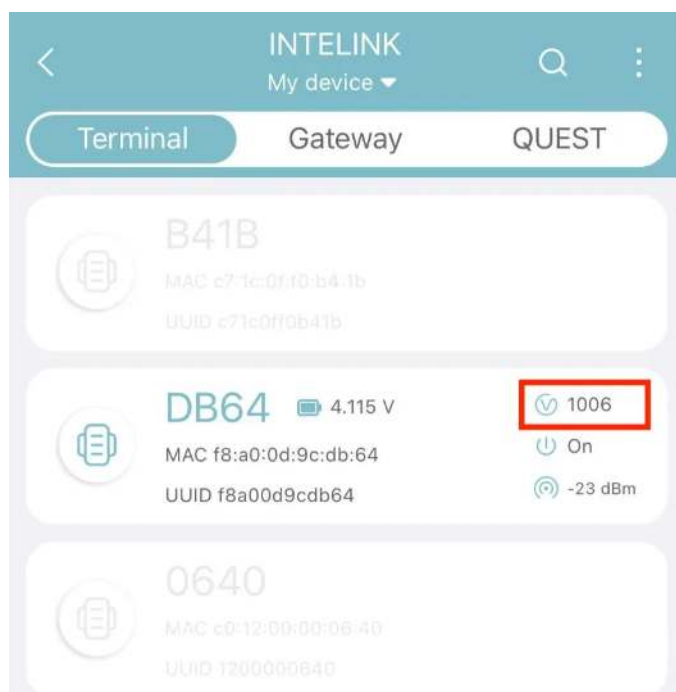 INTELINK
My device
Terminal
Gateway
QUEST
B41B
MAC c7:1c:0f:f0:b4:1b
UUID c71c0ff0b41b
DB64
4.115 V
1006
MAC f8:a0:0d:9c:db:64
On
UUID f8a00d9cdb64
-23 dBm
0640
MAC c0:12:00:00:06:40
UUID 1200000640